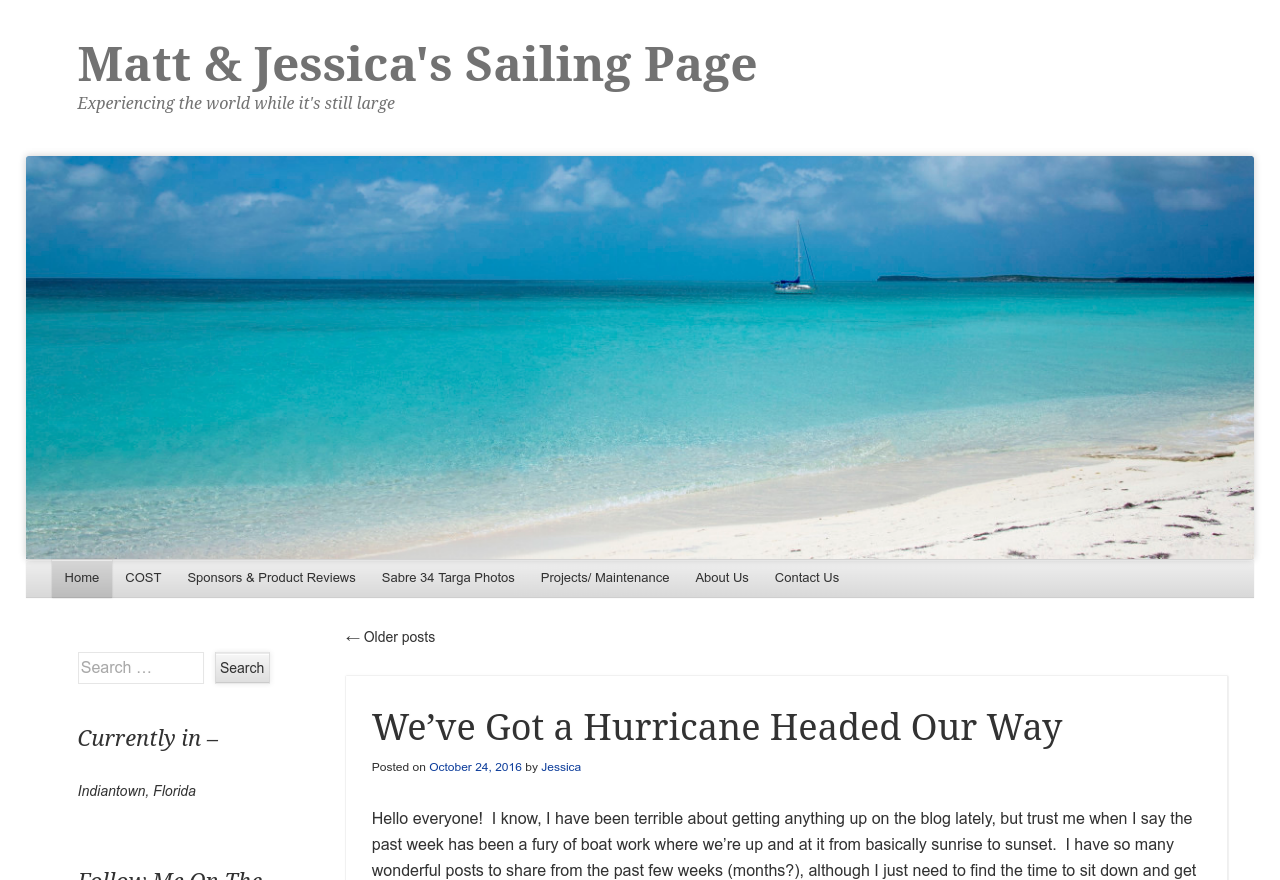 Matt & Jessica's Sailing Page
Experiencing the world while it's still large
Home COST Sponsors & Product Reviews Sabre 34 Targa Photos Projects/ Maintenance About Us Contact Us
← Older posts
Search … Search
Currently in –
Indiantown, Florida
Follow Me On The
We’ve Got a Hurricane Headed Our Way
Posted on October 24, 2016 by Jessica
Hello everyone!  I know, I have been terrible about getting anything up on the blog lately, but trust me when I say the
past week has been a fury of boat work where we’re up and at it from basically sunrise to sunset.  I have so many
wonderful posts to share from the past few weeks (months?), although I just need to find the time to sit down and get